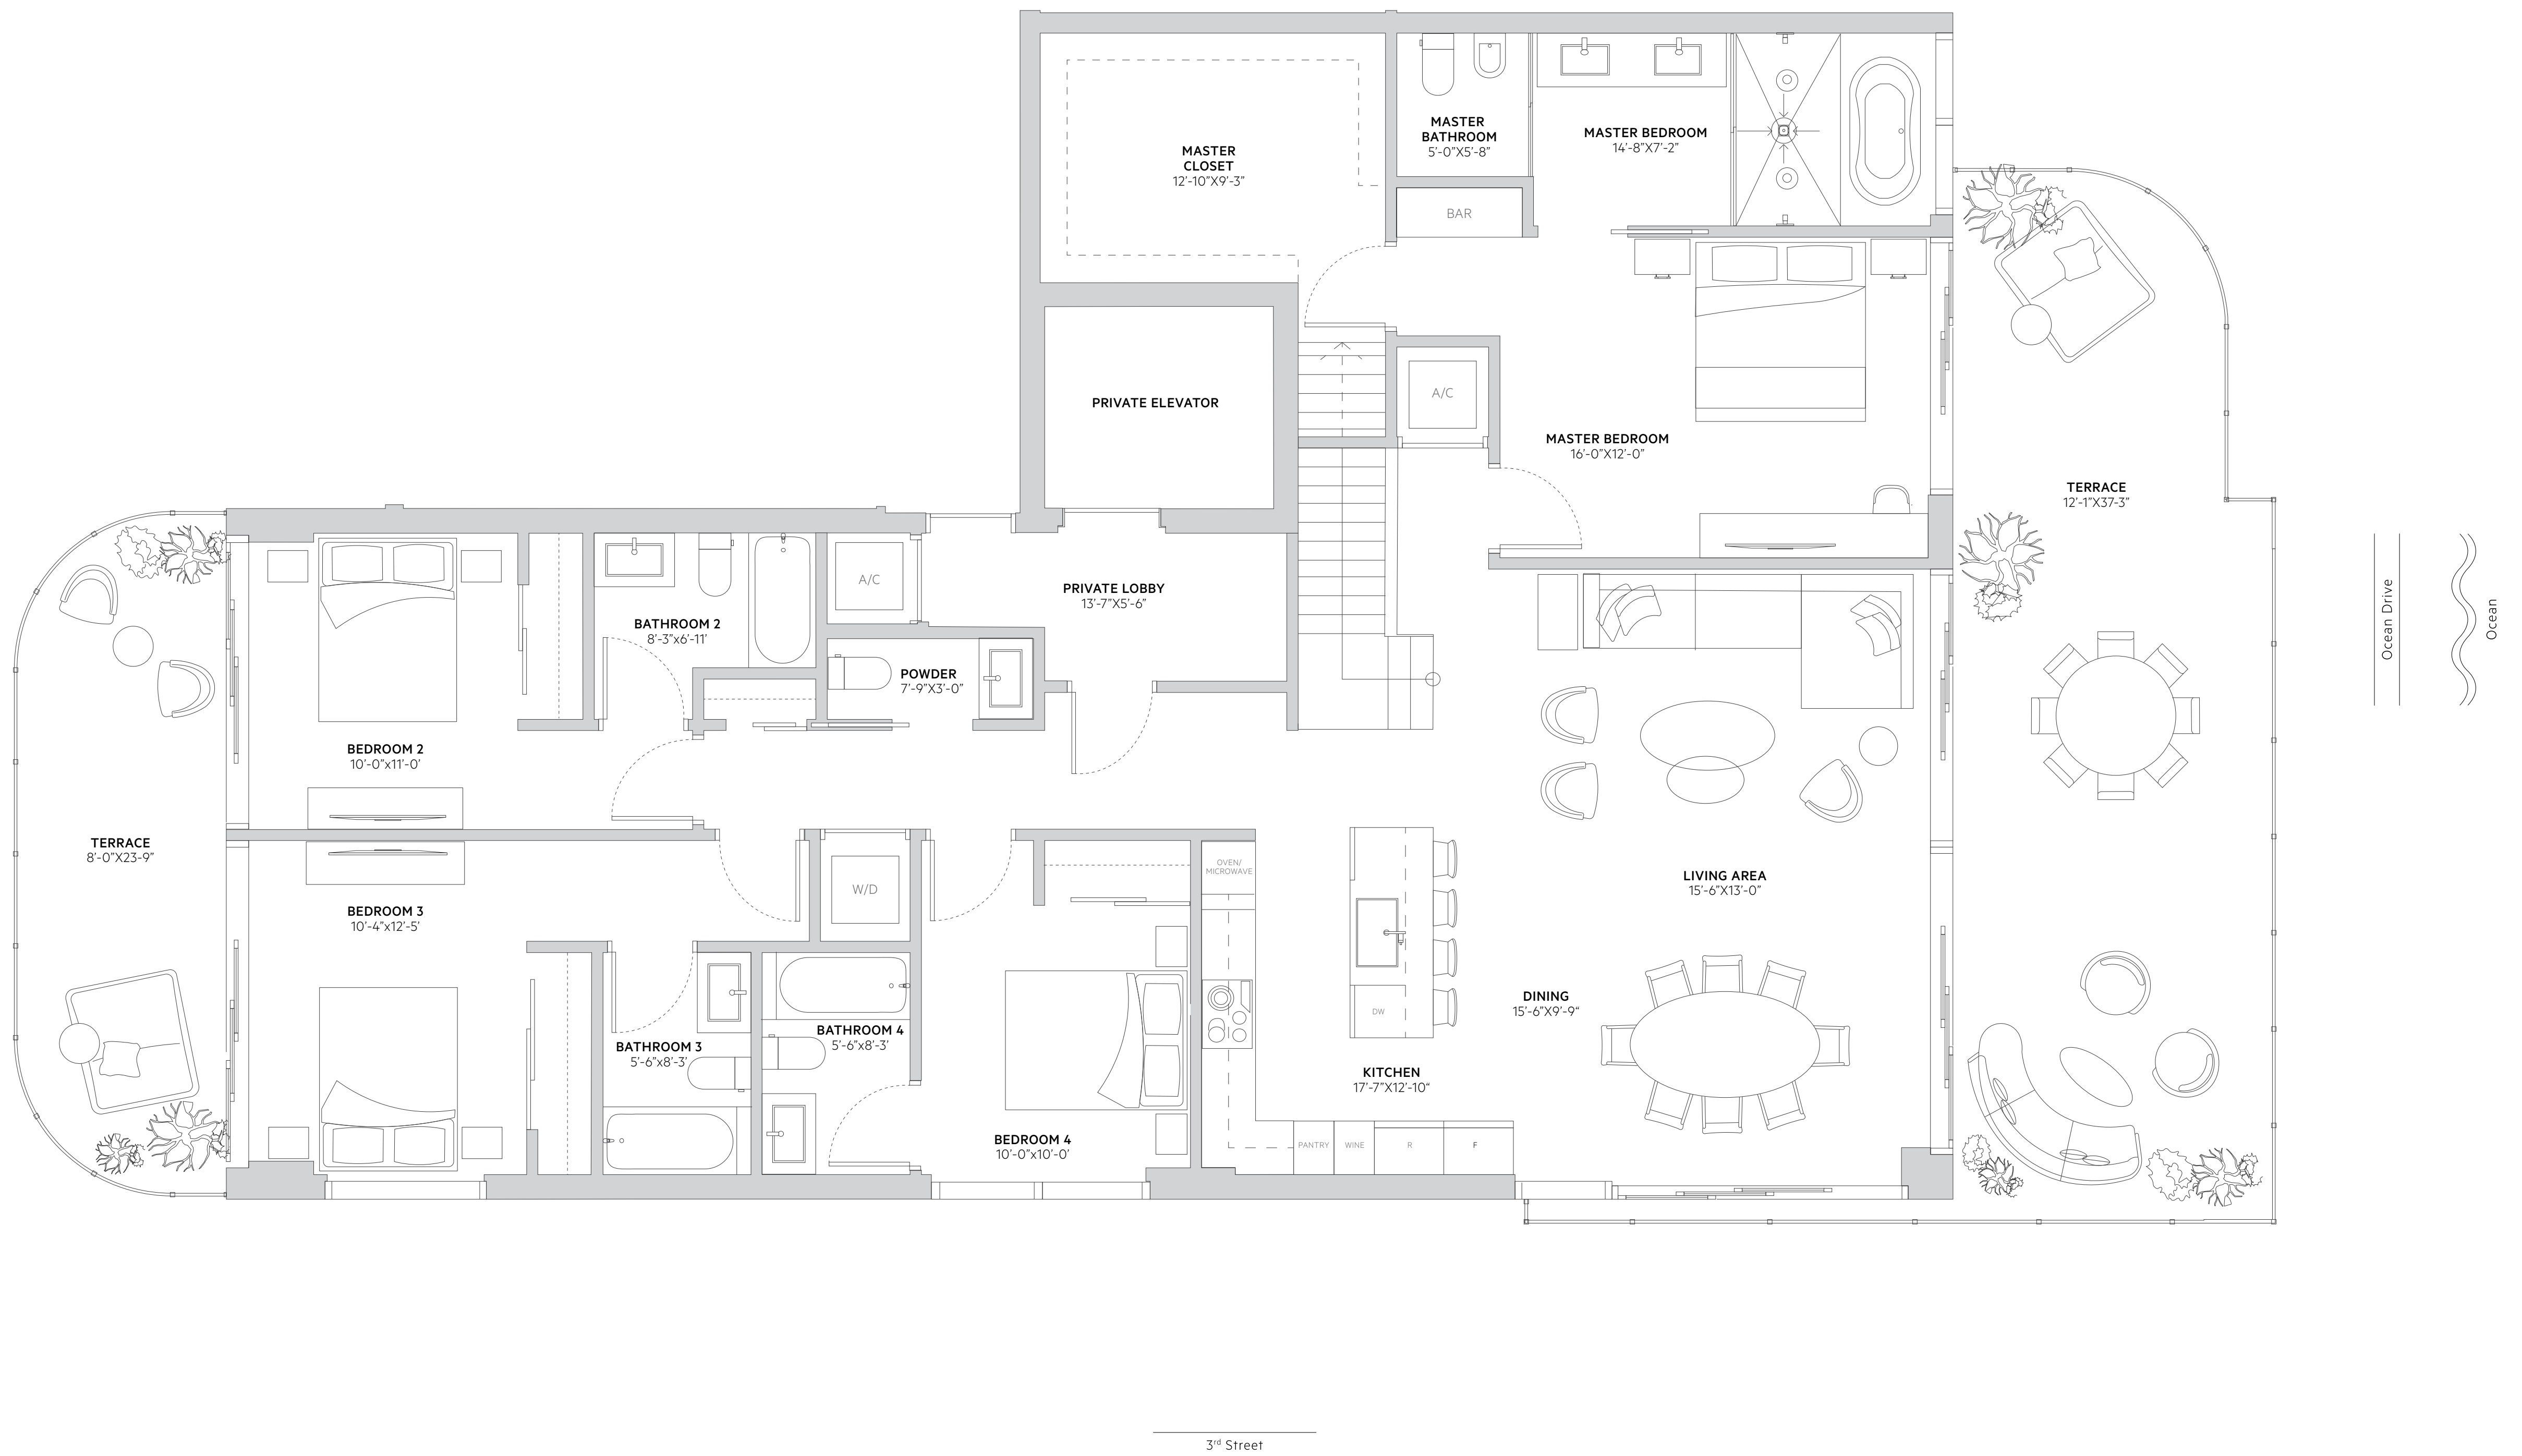 MASTER
BATHROOM
5’-0”X5’-8”
MASTER BEDROOM
14’-8”X7’-2”
MASTER
CLOSET
12’-10”X9’-3”
BAR
PRIVATE ELEVATOR
A/C
MASTER BEDROOM
16’-0”X12’-0”
TERRACE
12’-1”X37-3”
A/C
PRIVATE LOBBY
13’-7”X5’-6”
BATHROOM 2
8’-3”x6’-11’
POWDER
7’-9”X3’-0”
Ocean Drive
Ocean
BEDROOM 2
10’-0”x11’-0’
TERRACE
8’-0”X23-9”
OVEN/
MICROWAVE
W/D
LIVING AREA
15’-6”X13’-0”
BEDROOM 3
10’-4”x12’-5’
DINING
15’-6”X9’-9“
DW
BATHROOM 3
5’-6”x8’-3’
BATHROOM 4
5’-6”x8’-3’
KITCHEN
17’-7”X12’-10“
BEDROOM 4
10’-0”x10’-0’
PANTRY
WINE
R
F
3rd Street